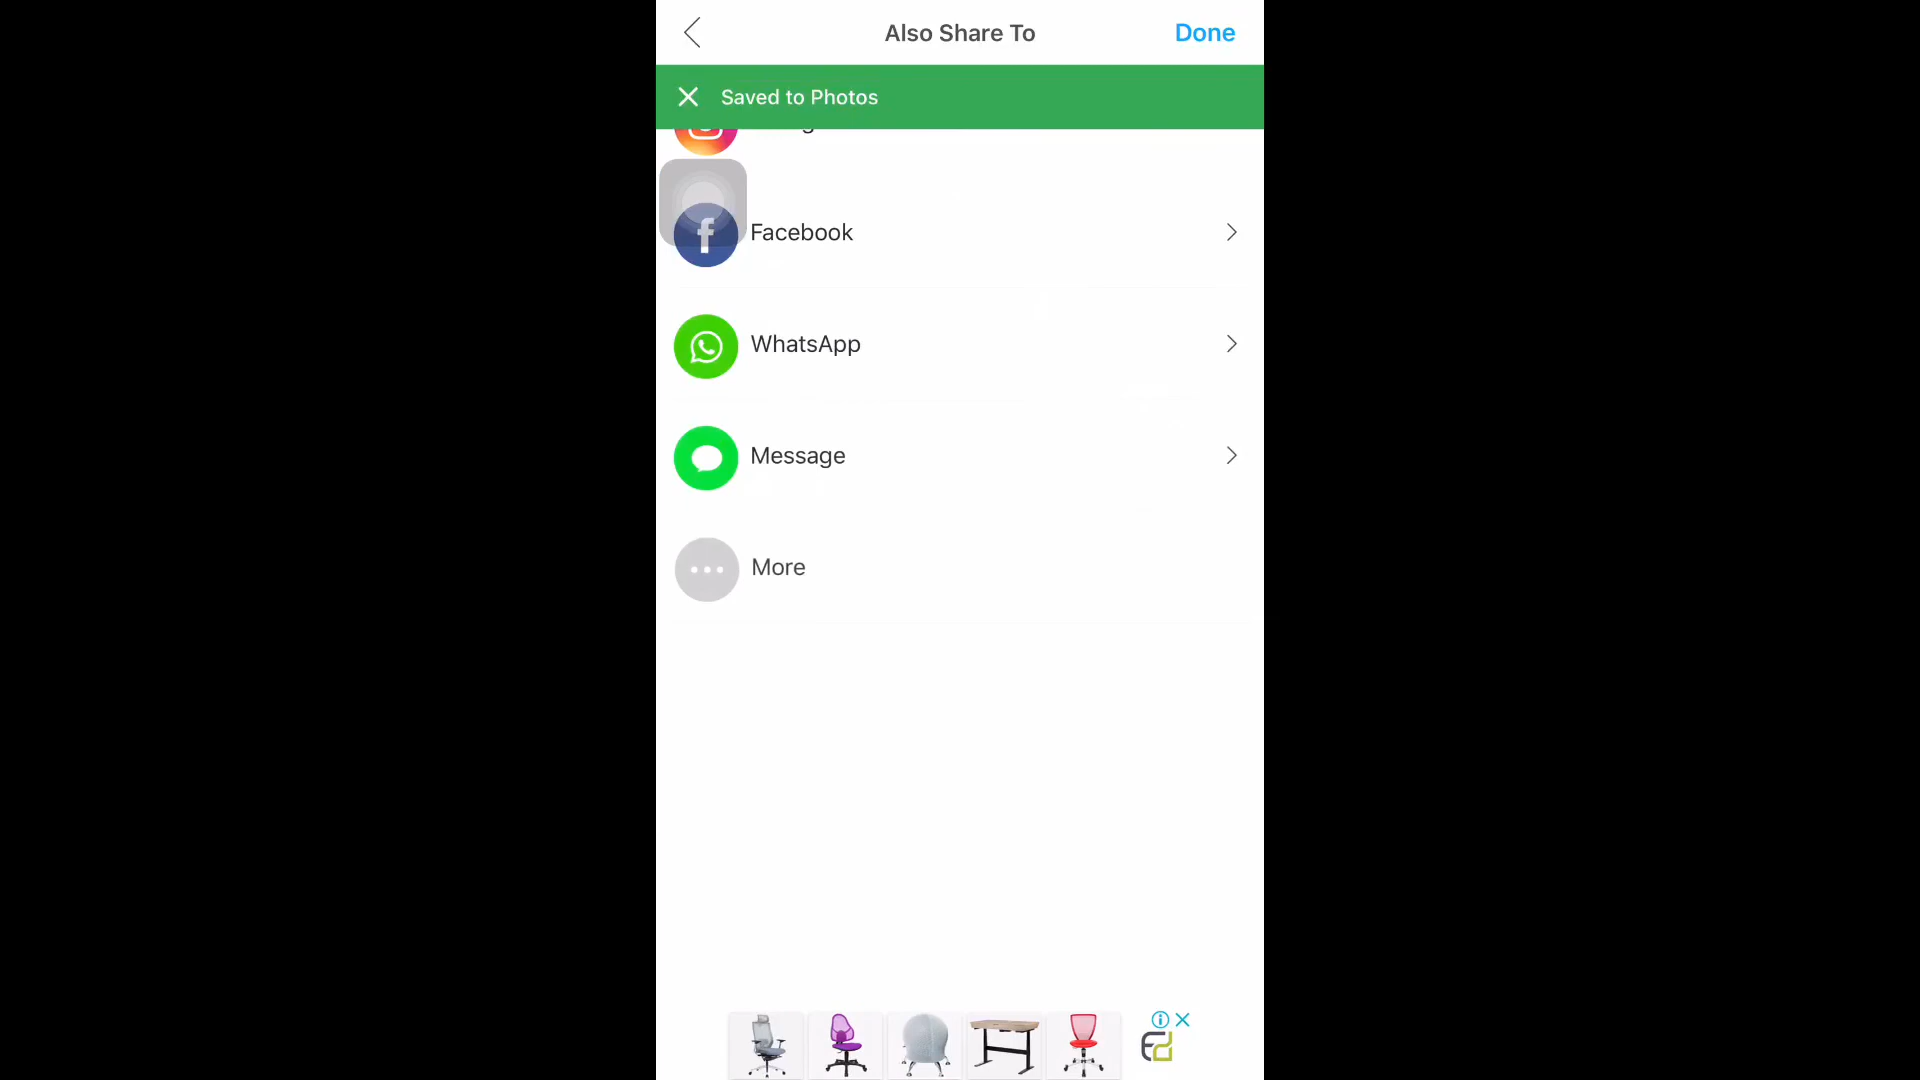 Also Share To
Done
Saved to Photos
Facebook
WhatsApp
Message
More